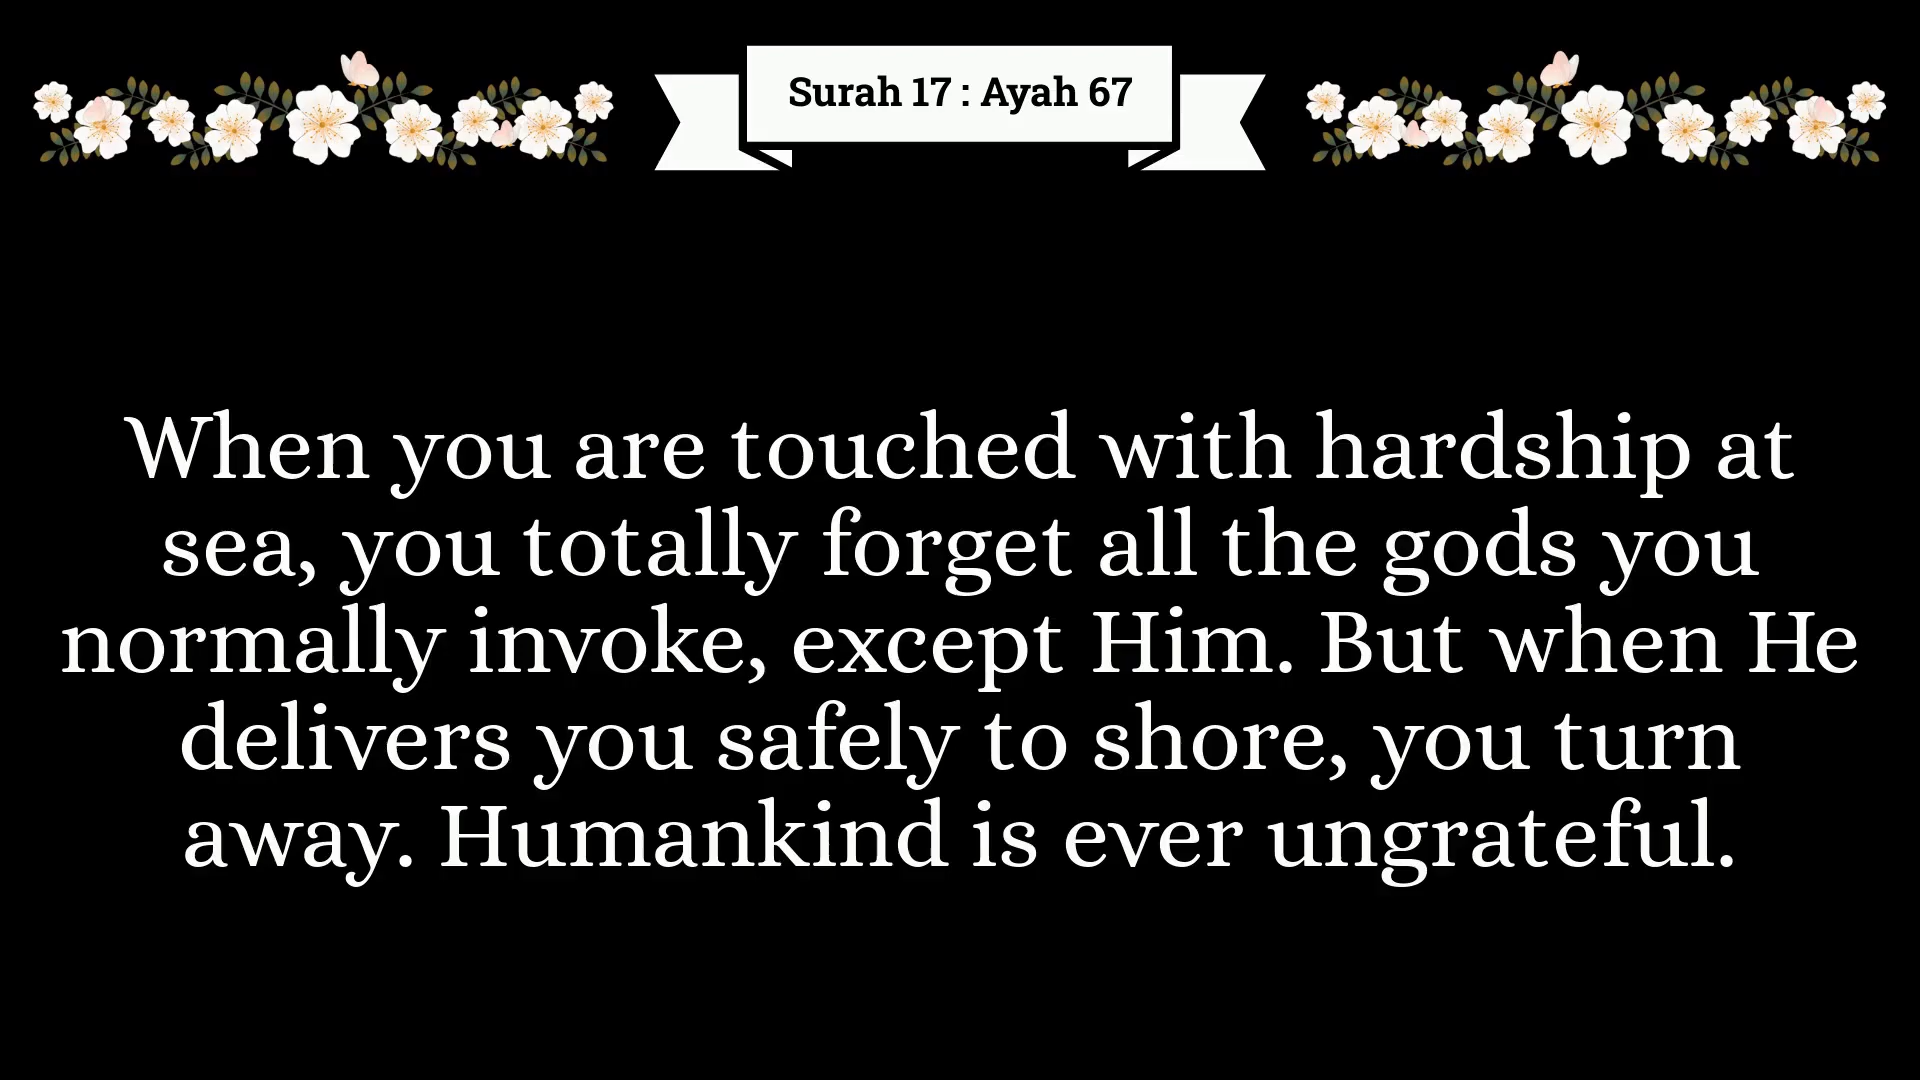 Surah 17 : Ayah 67
When you are touched with hardship at
sea, you totally forget all the gods you
normally invoke, except Him. But when He
delivers you safely to shore, you turn
away. Humankind is ever ungrateful.